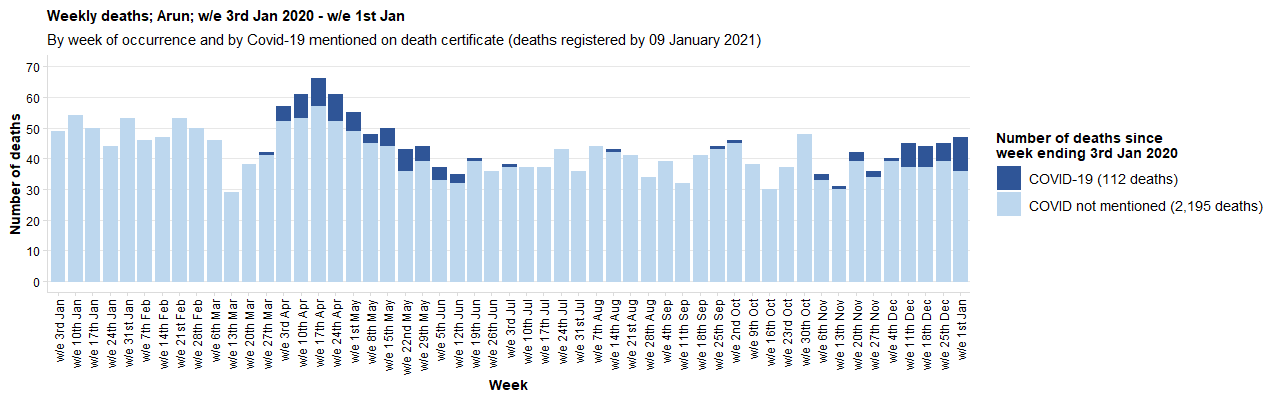 Weekly deaths; Arun; w/e 3rd Jan 2020 - w/e 1st Jan
By week of occurrence and by Covid-19 mentioned on death certificate (deaths registered by 09 January 2021)
70
60
50
40
30
20
10
0
Number of deaths
w/e 3rd Jan
w/e 10th Jan
w/e 17th Jan
w/e 24th Jan
w/e 31st Jan
w/e 7th Feb
w/e 14th Feb
w/e 21st Feb
w/e 28th Feb
w/e 6th Mar
w/e 13th Mar
w/e 20th Mar
w/e 27th Mar
w/e 3rd Apr
w/e 10th Apr
w/e 17th Apr
w/e 24th Apr
w/e 1st May
w/e 8th May
w/e 15th May
w/e 22nd May
w/e 29th May
w/e 5th Jun
w/e 12th Jun
w/e 19th Jun
w/e 26th Jun
w/e 3rd Jul
w/e 10th Jul
w/e 17th Jul
w/e 24th Jul
w/e 31st Jul
w/e 7th Aug
w/e 14th Aug
w/e 21st Aug
w/e 28th Aug
w/e 4th Sep
w/e 11th Sep
w/e 18th Sep
w/e 25th Sep
w/e 2nd Oct
w/e 9th Oct
w/e 16th Oct
w/e 23rd Oct
w/e 30th Oct
w/e 6th Nov
w/e 13th Nov
w/e 20th Nov
w/e 27th Nov
w/e 4th Dec
w/e 11th Dec
w/e 18th Dec
w/e 25th Dec
w/e 1st Jan
Week
Number of deaths since
week ending 3rd Jan 2020
COVID-19 (112 deaths)
COVID not mentioned (2,195 deaths)